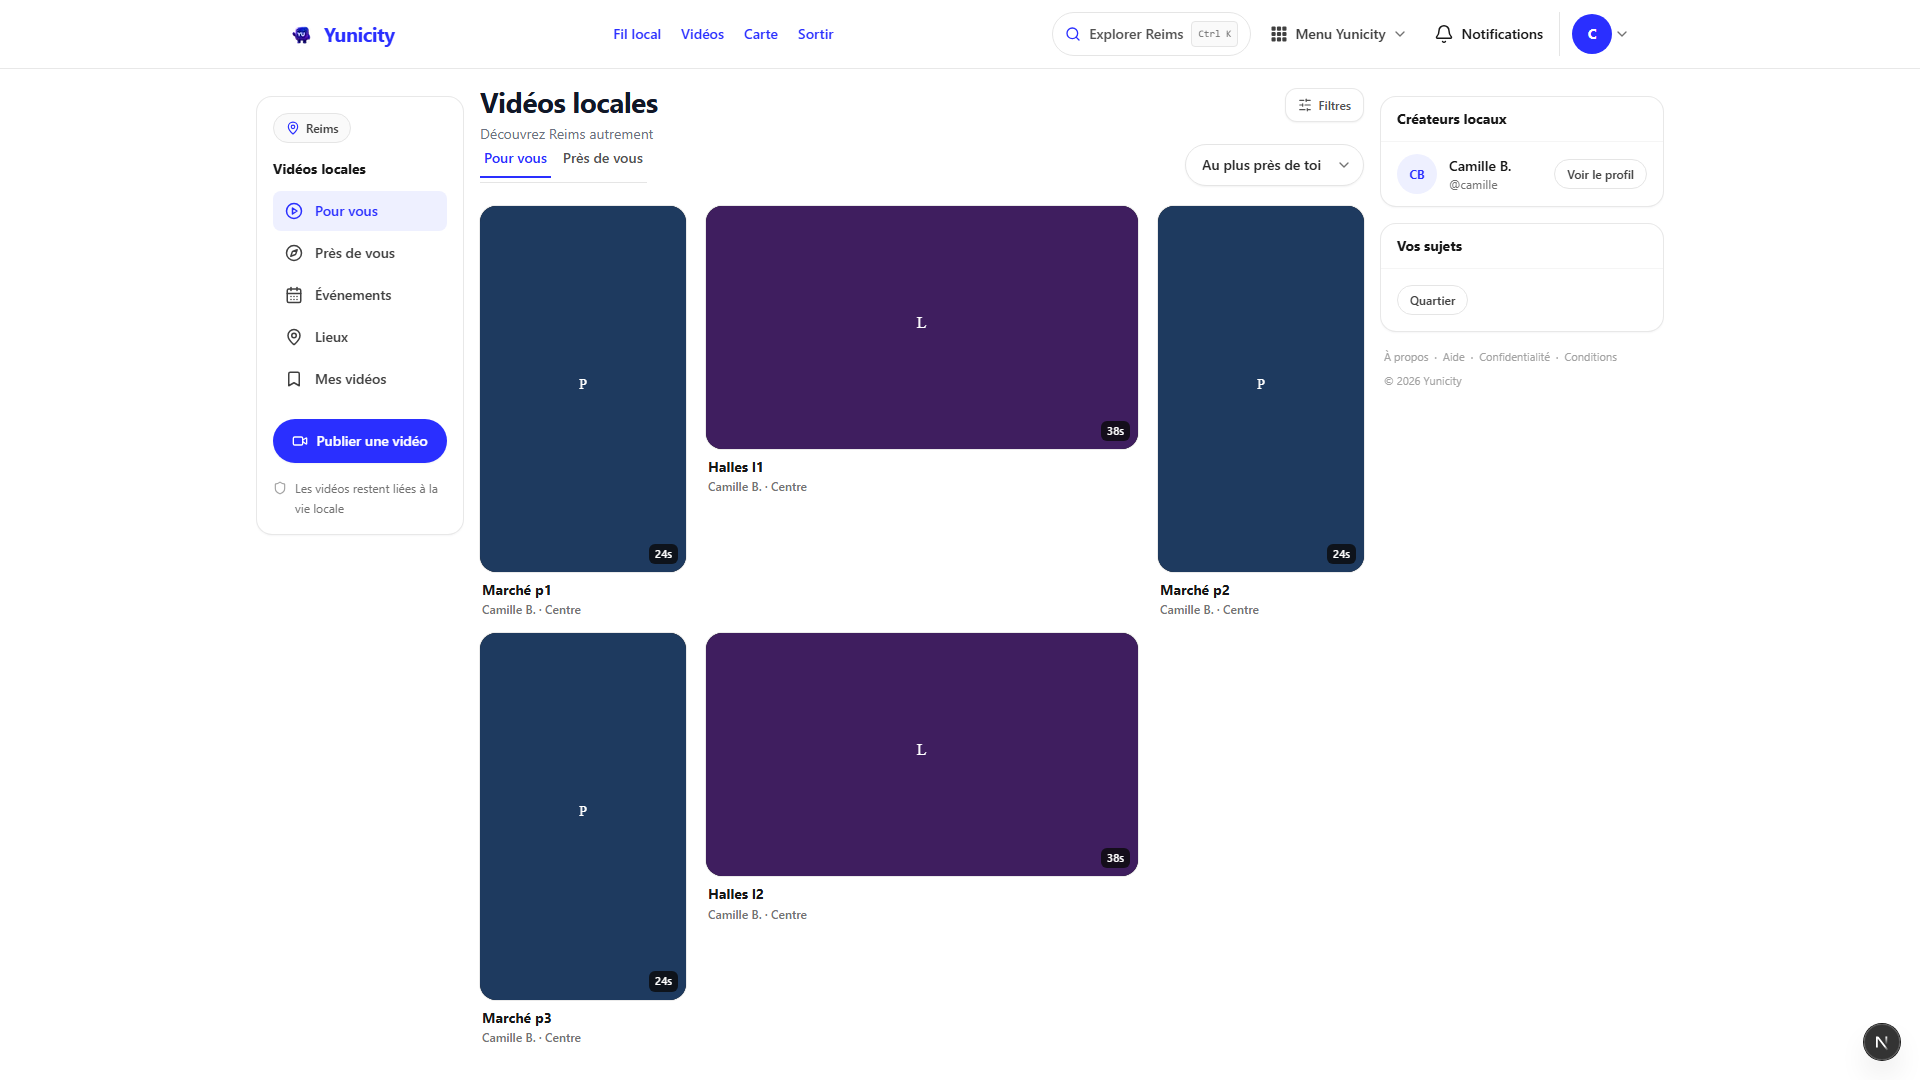 Yunicity
Fil local
Vidéos
Carte
Sortir
Explorer Reims
Ctrl K
Menu Yunicity
Notifications
C
Reims
Vidéos locales
Pour vous
Près de vous
Événements
Lieux
Mes vidéos
Publier une vidéo
Les vidéos restent liées à la
vie locale
Vidéos locales
Découvrez Reims autrement
Filtres
Pour vous
Près de vous
Au plus près de toi
P
24s
Marché p1
Camille B. · Centre
L
38s
Halles l1
Camille B. · Centre
P
24s
Marché p2
Camille B. · Centre
P
24s
Marché p3
Camille B. · Centre
L
38s
Halles l2
Camille B. · Centre
Créateurs locaux
CB
Camille B.
@camille
Voir le profil
Vos sujets
Quartier
À propos · Aide · Confidentialité · Conditions
© 2026 Yunicity
N